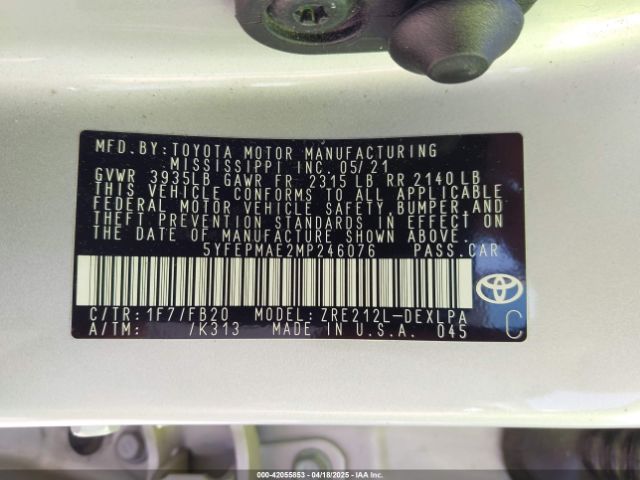 MFD.BY: TOYOTA MOTOR MANUFACTURING
MISSISSIPPI INC. 05/21
GVWR 3935LB GAWR FR 2315 LB RR 2140 LB
THIS VEHICLE CONFORMS TO ALL APPLICABLE
FEDERAL MOTOR VEHICLE SAFETY, BUMPER AND
THEFT PREVENTION STANDARDS IN EFFECT ON
THE DATE OF MANUFACTURE SHOWN ABOVE.
5YFEPMAE2MP246076 PASS.CAR
C/TR: 1F7/FB20 MODEL: ZRE212L-DEXLPA
A/TM: /K313 MADE IN U.S.A. 045 C
000-42055853 - 04/18/2025 - IAA Inc.